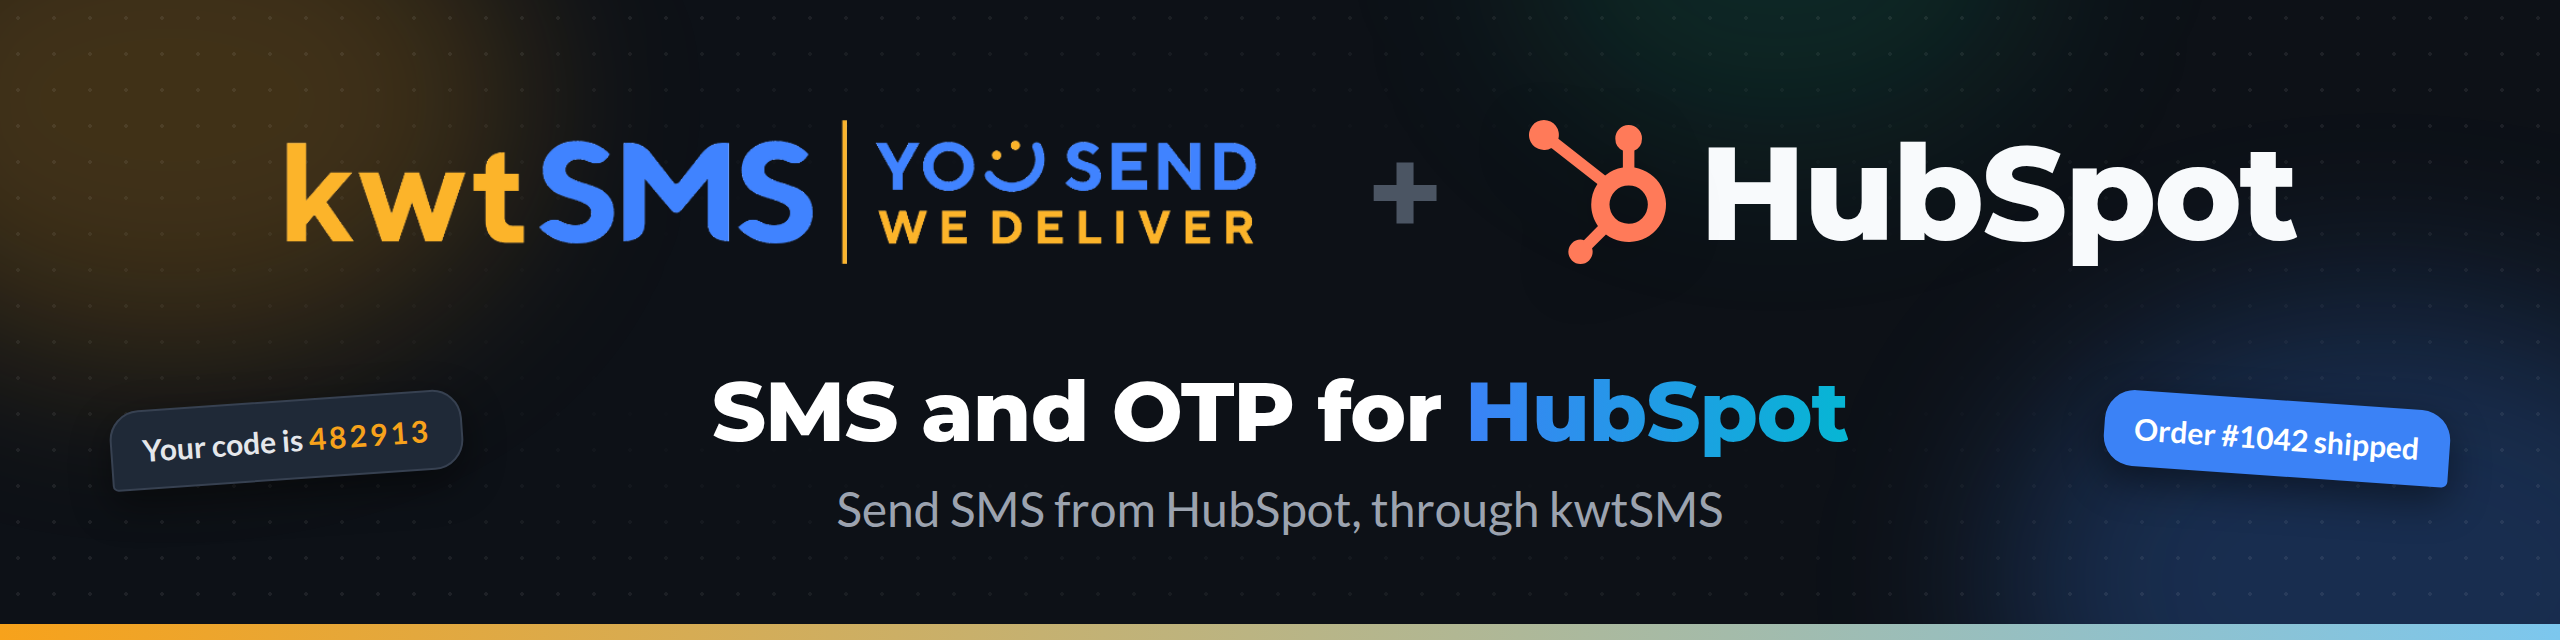 kwtSMS
YOU SEND
WE DELIVER
+
HubSpot
SMS and OTP for HubSpot
Your code is 482913
Order #1042 shipped
Send SMS from HubSpot, through kwtSMS